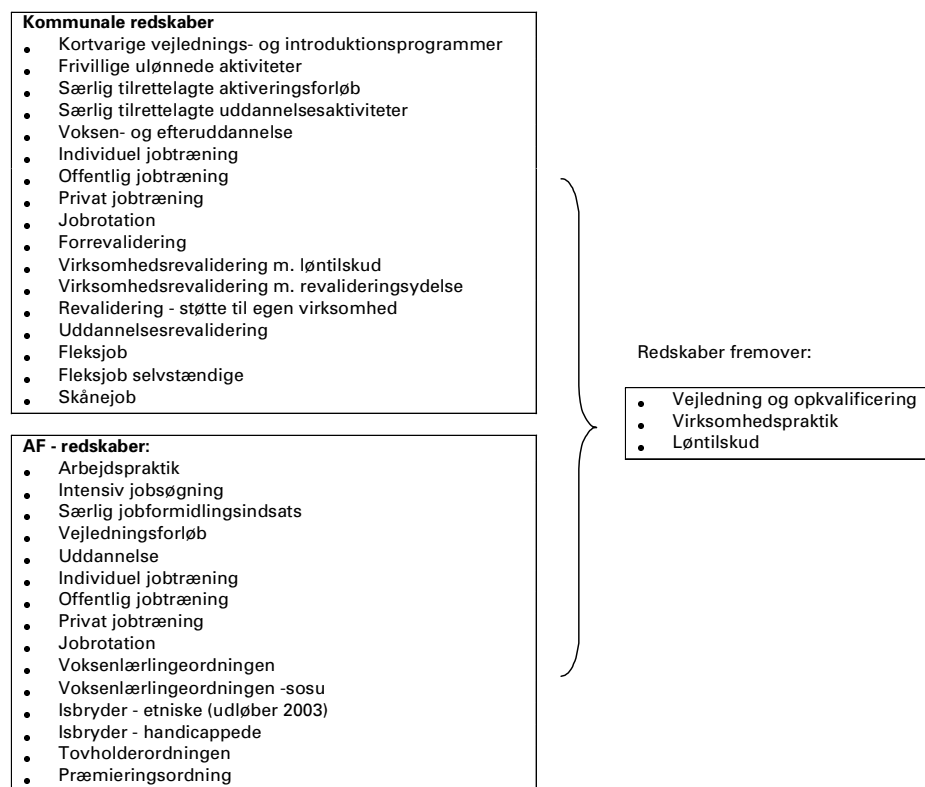 Kommunale redskaber
• Kortvarige vejlednings- og introduktionsprogrammer
• Frivillige ulønnede aktiviteter
• Særlig tilrettelagte aktiveringsforløb
• Særlig tilrettelagte uddannelsesaktiviteter
• Voksen- og efteruddannelse
• Individuel jobtræning
• Offentlig jobtræning
• Privat jobtræning
• Jobrotation
• Forrevalidering
• Virksomhedsrevalidering m. løntilskud
• Virksomhedsrevalidering m. revalideringsydelse
• Revalidering - støtte til egen virksomhed
• Uddannelsesrevalidering
• Fleksjob
• Fleksjob selvstændige
• Skånejob
AF - redskaber:
• Arbejdspraktik
• Intensiv jobsøgning
• Særlig jobformidlingsindsats
• Vejledningsforløb
• Uddannelse
• Individuel jobtræning
• Offentlig jobtræning
• Privat jobtræning
• Jobrotation
• Voksenlærlingeordningen
• Voksenlærlingeordningen -sosu
• Isbryder - etniske (udløber 2003)
• Isbryder - handicappede
• Tovholderordningen
• Præmieringsordning
Redskaber fremover:
• Vejledning og opkvalificering
• Virksomhedspraktik
• Løntilskud